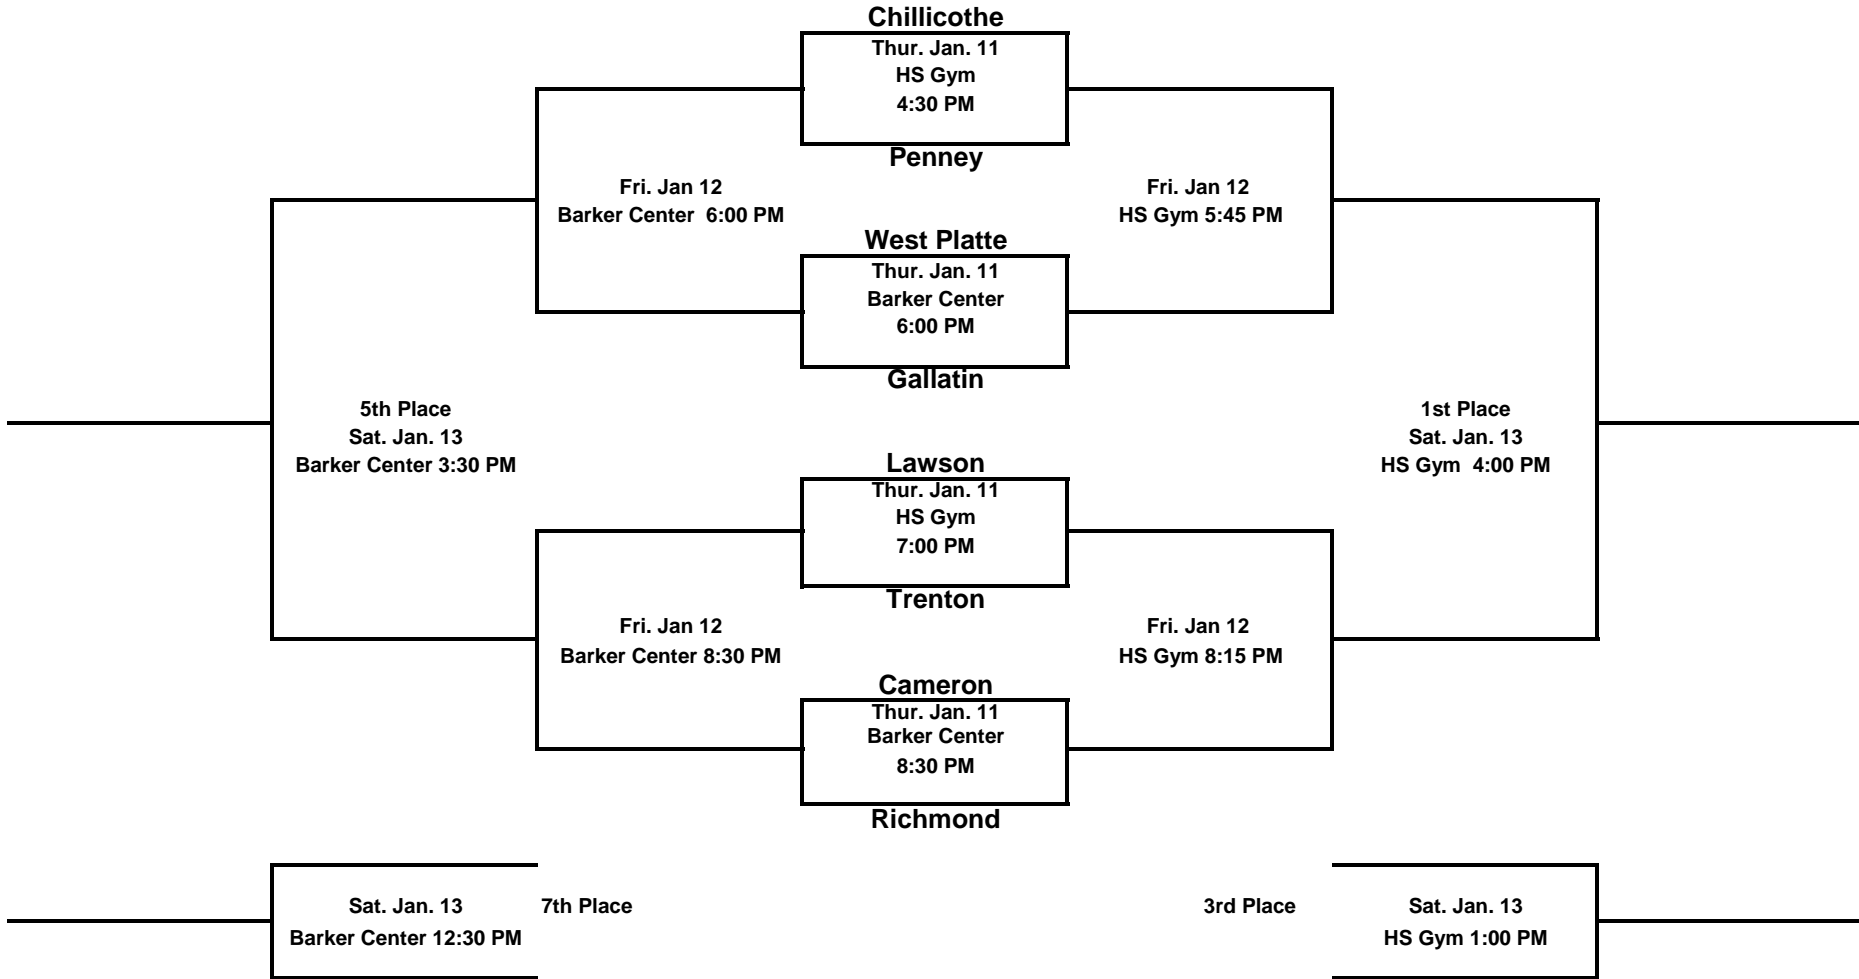 Chillicothe
Thur. Jan. 11
HS Gym
4:30 PM
Penney
Fri. Jan 12
Barker Center 6:00 PM
Fri. Jan 12
HS Gym 5:45 PM
West Platte
Thur. Jan. 11
Barker Center
6:00 PM
Gallatin
5th Place
Sat. Jan. 13
Barker Center 3:30 PM
1st Place
Sat. Jan. 13
HS Gym 4:00 PM
Lawson
Thur. Jan. 11
HS Gym
7:00 PM
Trenton
Fri. Jan 12
Barker Center 8:30 PM
Fri. Jan 12
HS Gym 8:15 PM
Cameron
Thur. Jan. 11
Barker Center
8:30 PM
Richmond
Sat. Jan. 13
Barker Center 12:30 PM
7th Place
3rd Place
Sat. Jan. 13
HS Gym 1:00 PM